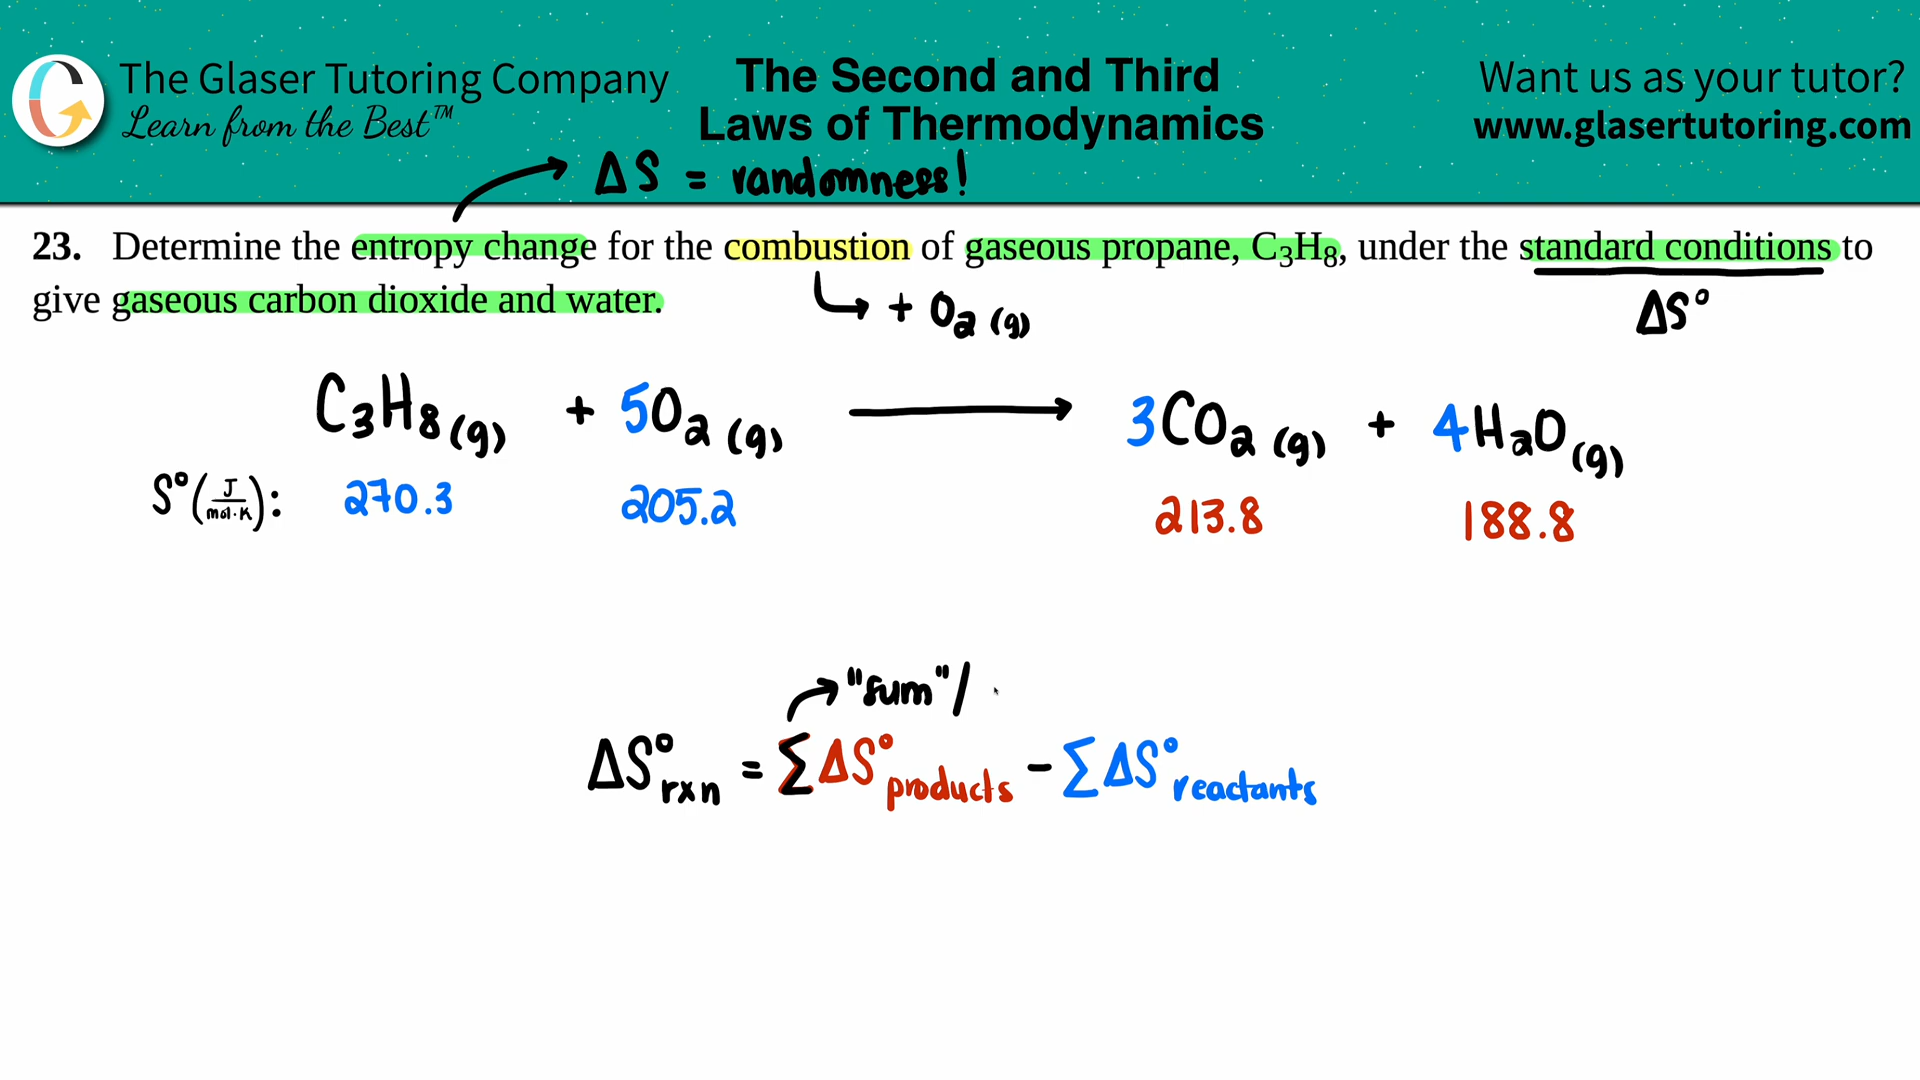 The Glaser Tutoring Company
Learn from the Best™
The Second and Third
Laws of Thermodynamics
Want us as your tutor?
www.glasertutoring.com
ΔS = randomness!
23. Determine the entropy change for the combustion of gaseous propane, C₃H₈, under the standard conditions to
give gaseous carbon dioxide and water.
+ O₂ (g)
ΔS°
C₃H₈ (g) + 5O₂ (g) → 3CO₂ (g) + 4H₂O (g)
S° (J/mol·K): 270.3 205.2 213.8 188.8
"sum"/
ΔS°rxn = ΣΔS°products − ΣΔS°reactants